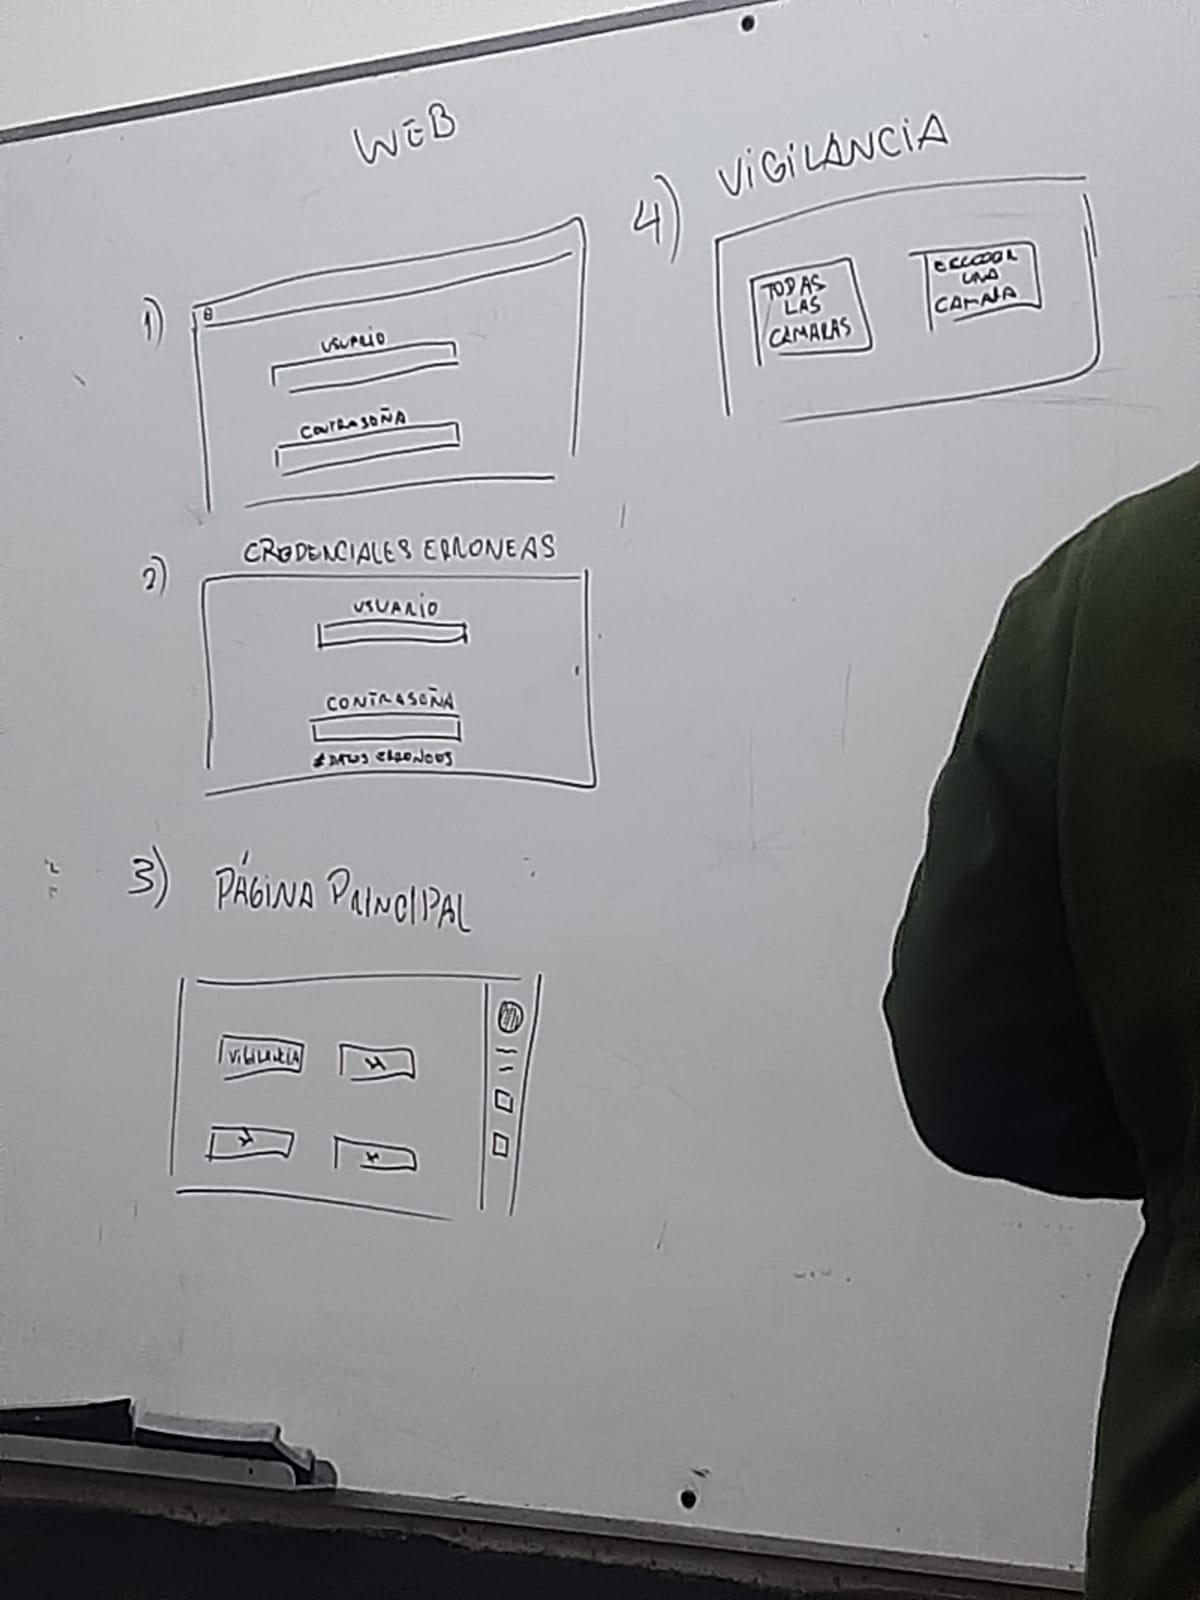 WEB
1)
USUARIO
CONTRASEÑA
2)
CREDENCIALES ERRONEAS
USUARIO
CONTRASEÑA
* DATOS ERRONEOS
3) PÁGINA PRINCIPAL
VIGILANCIA
4) VIGILANCIA
TODAS
LAS
CAMARAS
UNA
CAMARA